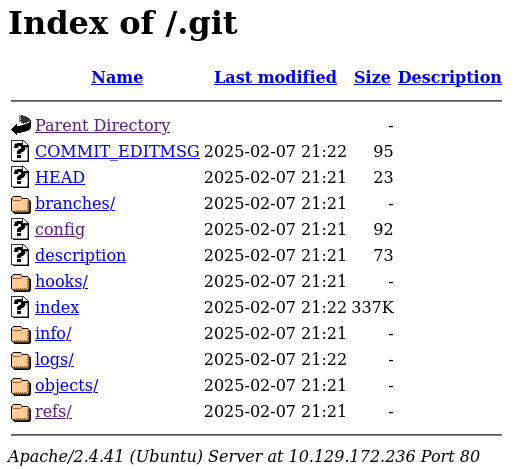 Index of /.git
Name Last modified Size Description
Parent Directory -
COMMIT_EDITMSG 2025-02-07 21:22 95
HEAD 2025-02-07 21:21 23
branches/ 2025-02-07 21:21 -
config 2025-02-07 21:21 92
description 2025-02-07 21:21 73
hooks/ 2025-02-07 21:21 -
index 2025-02-07 21:22 337K
info/ 2025-02-07 21:21 -
logs/ 2025-02-07 21:22 -
objects/ 2025-02-07 21:21 -
refs/ 2025-02-07 21:21 -
Apache/2.4.41 (Ubuntu) Server at 10.129.172.236 Port 80